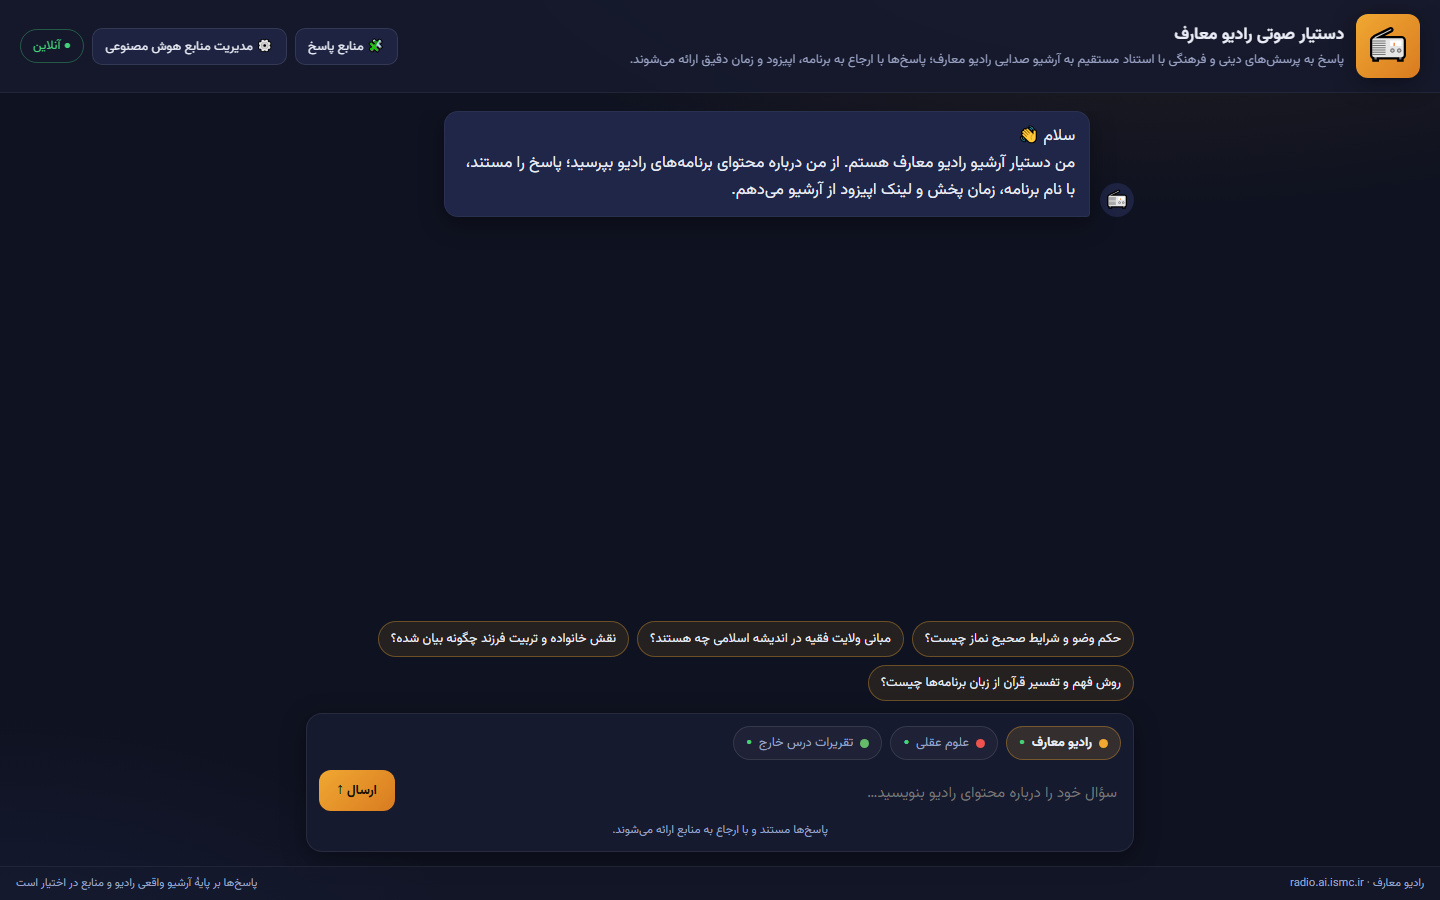 دستیار صوتی رادیو معارف
پاسخ به پرسش‌های دینی و فرهنگی با استناد مستقیم به آرشیو صدایی رادیو معارف؛ پاسخ‌ها با ارجاع به برنامه، اپیزود و زمان دقیق ارائه می‌شوند.
🧩 منابع پاسخ
⚙️ مدیریت منابع هوش مصنوعی
● آنلاین
سلام 👋
من دستیار آرشیو رادیو معارف هستم. از من درباره محتوای برنامه‌های رادیو بپرسید؛ پاسخ را مستند،
با نام برنامه، زمان پخش و لینک اپیزود از آرشیو می‌دهم.
حکم وضو و شرایط صحیح نماز چیست؟
مبانی ولایت فقیه در اندیشه اسلامی چه هستند؟
نقش خانواده و تربیت فرزند چگونه بیان شده؟
روش فهم و تفسیر قرآن از زبان برنامه‌ها چیست؟
رادیو معارف
علوم عقلی
تقریرات درس خارج
سؤال خود را درباره محتوای رادیو بنویسید...
ارسال ↑
پاسخ‌ها مستند و با ارجاع به منابع ارائه می‌شوند.
رادیو معارف · radio.ai.ismc.ir
پاسخ‌ها بر پایهٔ آرشیو واقعی رادیو و منابع در اختیار است